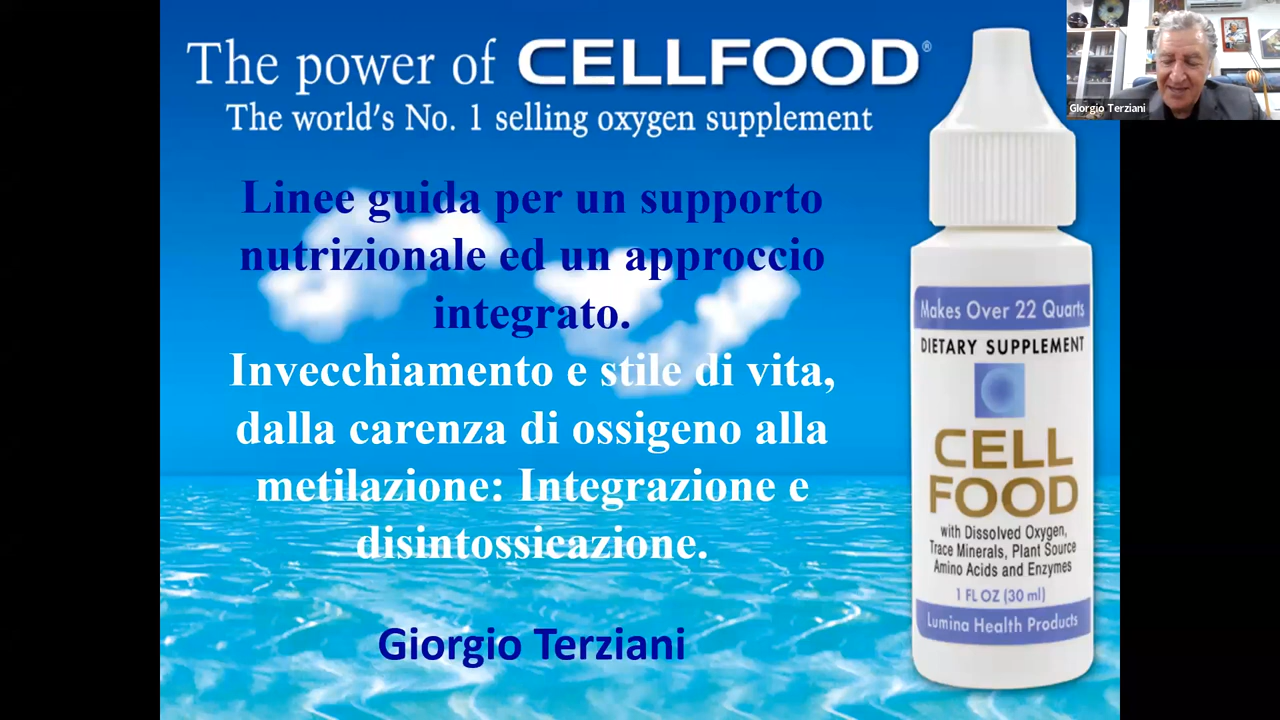 The power of CELLFOOD®
The world's No. 1 selling oxygen supplement
Linee guida per un supporto
nutrizionale ed un approccio
integrato.
Invecchiamento e stile di vita,
dalla carenza di ossigeno alla
metilazione: Integrazione e
disintossicazione.
Giorgio Terziani
Makes Over 22 Quarts
DIETARY SUPPLEMENT
CELL
FOOD
with Dissolved Oxygen,
Trace Minerals, Plant Source
Amino Acids and Enzymes
1 FL OZ (30 ml)
Lumina Health Products
GIorgio Terziani